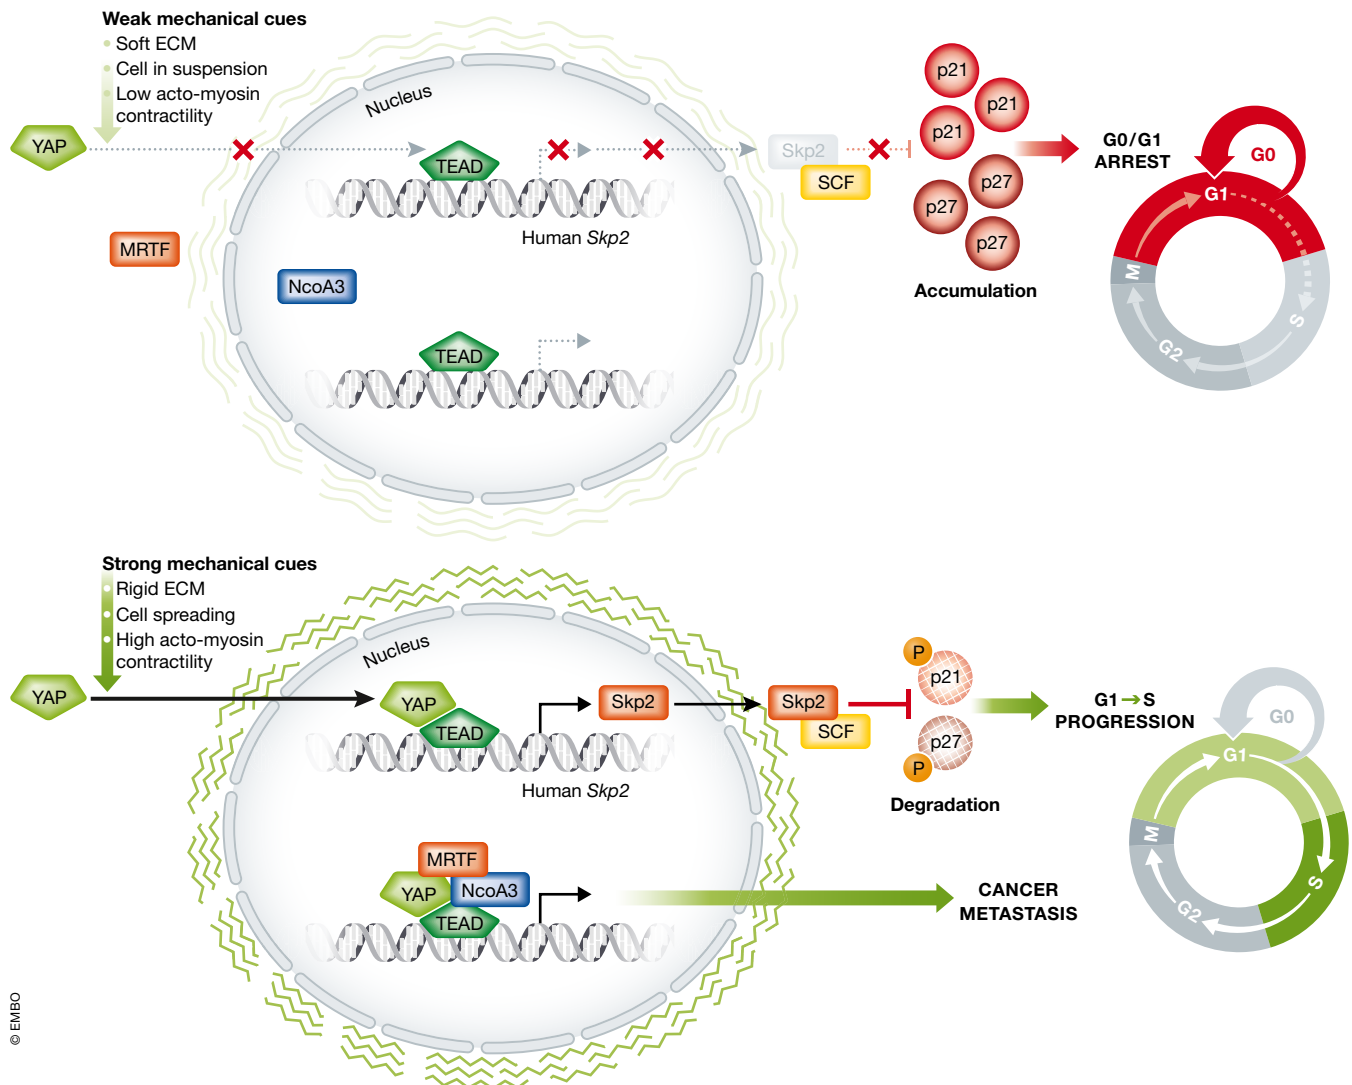 Weak mechanical cues
Soft ECM
Cell in suspension
Low acto-myosin
contractility
YAP
Nucleus
TEAD
Human Skp2
MRTF
NcoA3
TEAD
Skp2
SCF
p21
p21
p21
p27
p27
p27
Accumulation
G0/G1
ARREST
G0
G1
S
G2
M
Strong mechanical cues
Rigid ECM
Cell spreading
High acto-myosin
contractility
YAP
Nucleus
YAP
TEAD
Skp2
Human Skp2
Skp2
SCF
P
p21
p27
P
Degradation
G1→S
PROGRESSION
G0
G1
S
G2
M
MRTF
YAP
NcoA3
TEAD
CANCER
METASTASIS
© EMBO